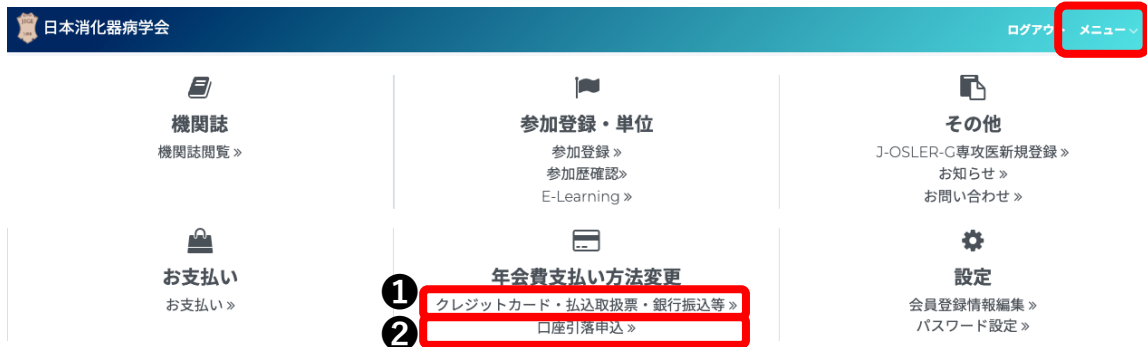 日本消化器病学会
ログアウト メニュー
機関誌
機関誌閲覧 »
参加登録・単位
参加登録 »
参加歴確認»
E-Learning »
その他
J-OSLER-G専攻医新規登録 »
お知らせ »
お問い合わせ »
お支払い
お支払い »
年会費支払い方法変更
❶ クレジットカード・払込取扱票・銀行振込等 »
❷ 口座引落申込 »
設定
会員登録情報編集 »
パスワード設定 »